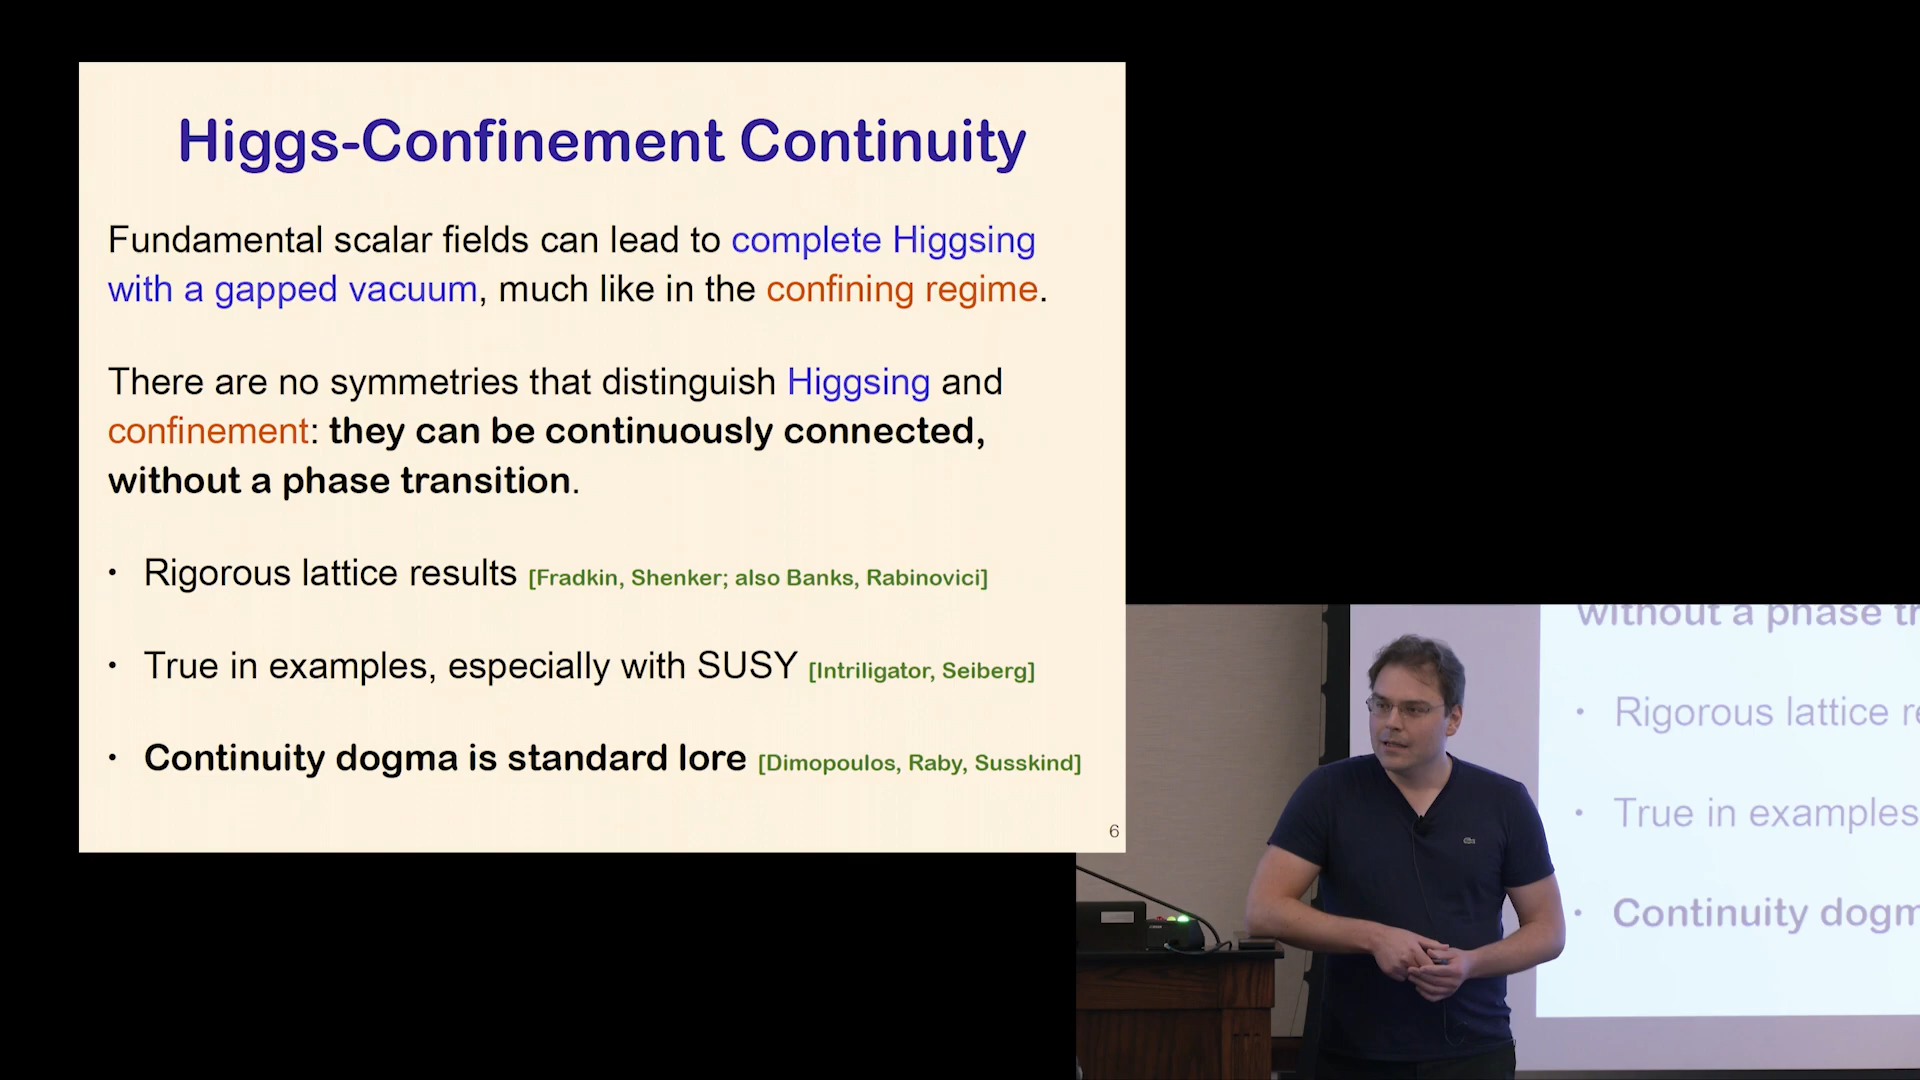 Higgs-Confinement Continuity
Fundamental scalar fields can lead to complete Higgsing
with a gapped vacuum, much like in the confining regime.
There are no symmetries that distinguish Higgsing and
confinement: they can be continuously connected,
without a phase transition.
• Rigorous lattice results [Fradkin, Shenker; also Banks, Rabinovici]
• True in examples, especially with SUSY [Intriligator, Seiberg]
• Continuity dogma is standard lore [Dimopoulos, Raby, Susskind]
6
without a phase tr
• Rigorous lattice re
• True in examples
• Continuity dogm